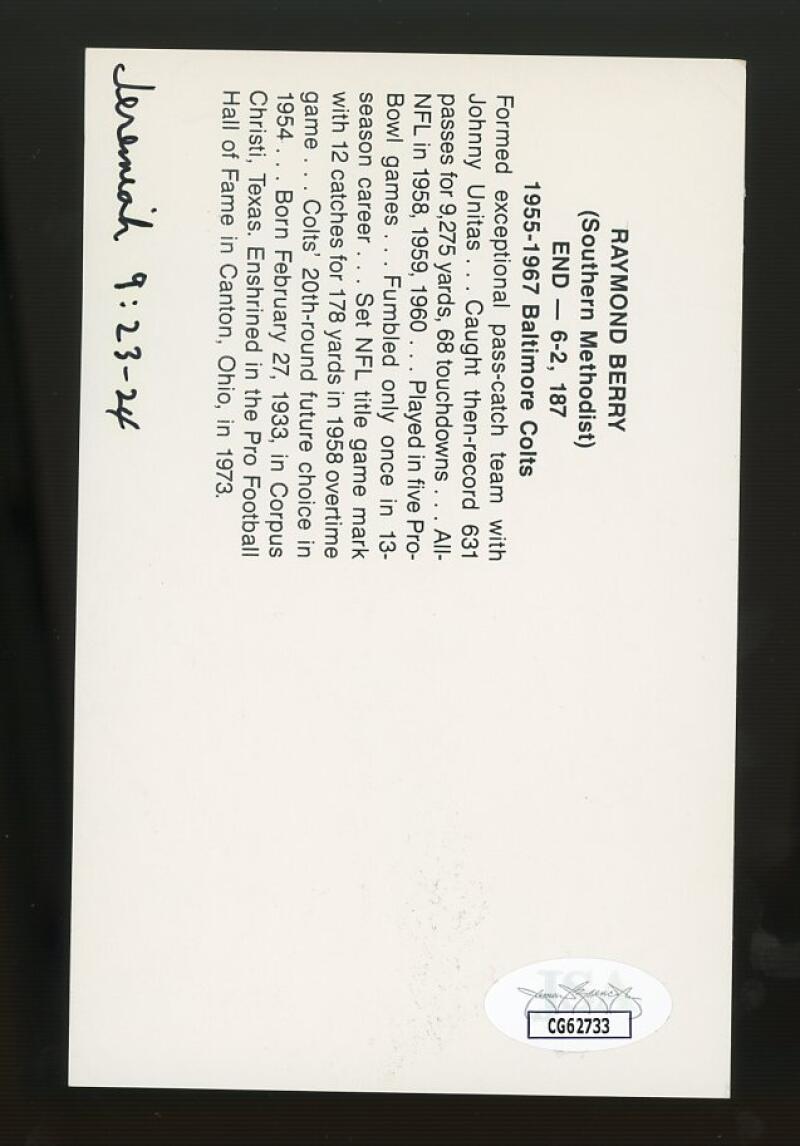 RAYMOND BERRY
(Southern Methodist)
END — 6-2, 187
1955-1967 Baltimore Colts
Formed exceptional pass-catch team with
Johnny Unitas . . . Caught then-record 631
passes for 9,275 yards, 68 touchdowns . . . All-
NFL in 1958, 1959, 1960 . . . Played in five Pro-
Bowl games . . . Fumbled only once in 13-
season career . . . Set NFL title game mark
with 12 catches for 178 yards in 1958 overtime
game . . . Colts' 20th-round future choice in
1954 . . . Born February 27, 1933, in Corpus
Christi, Texas. Enshrined in the Pro Football
Hall of Fame in Canton, Ohio, in 1973.
Jeremiah 9:23-24
JSA
CG62733